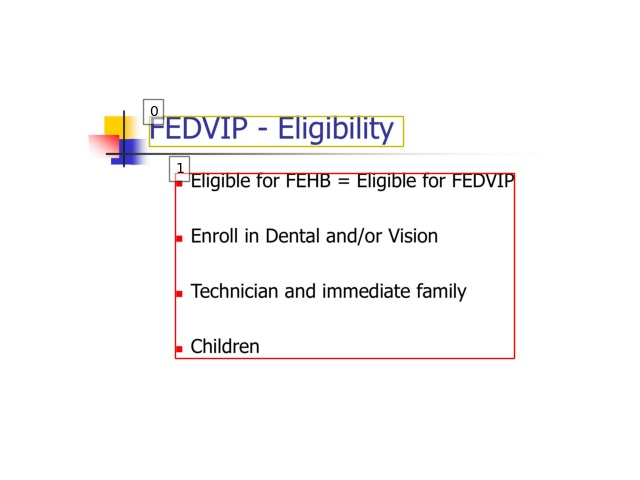 0
FEDVIP - Eligibility
1
Eligible for FEHB = Eligible for FEDVIP
Enroll in Dental and/or Vision
Technician and immediate family
Children